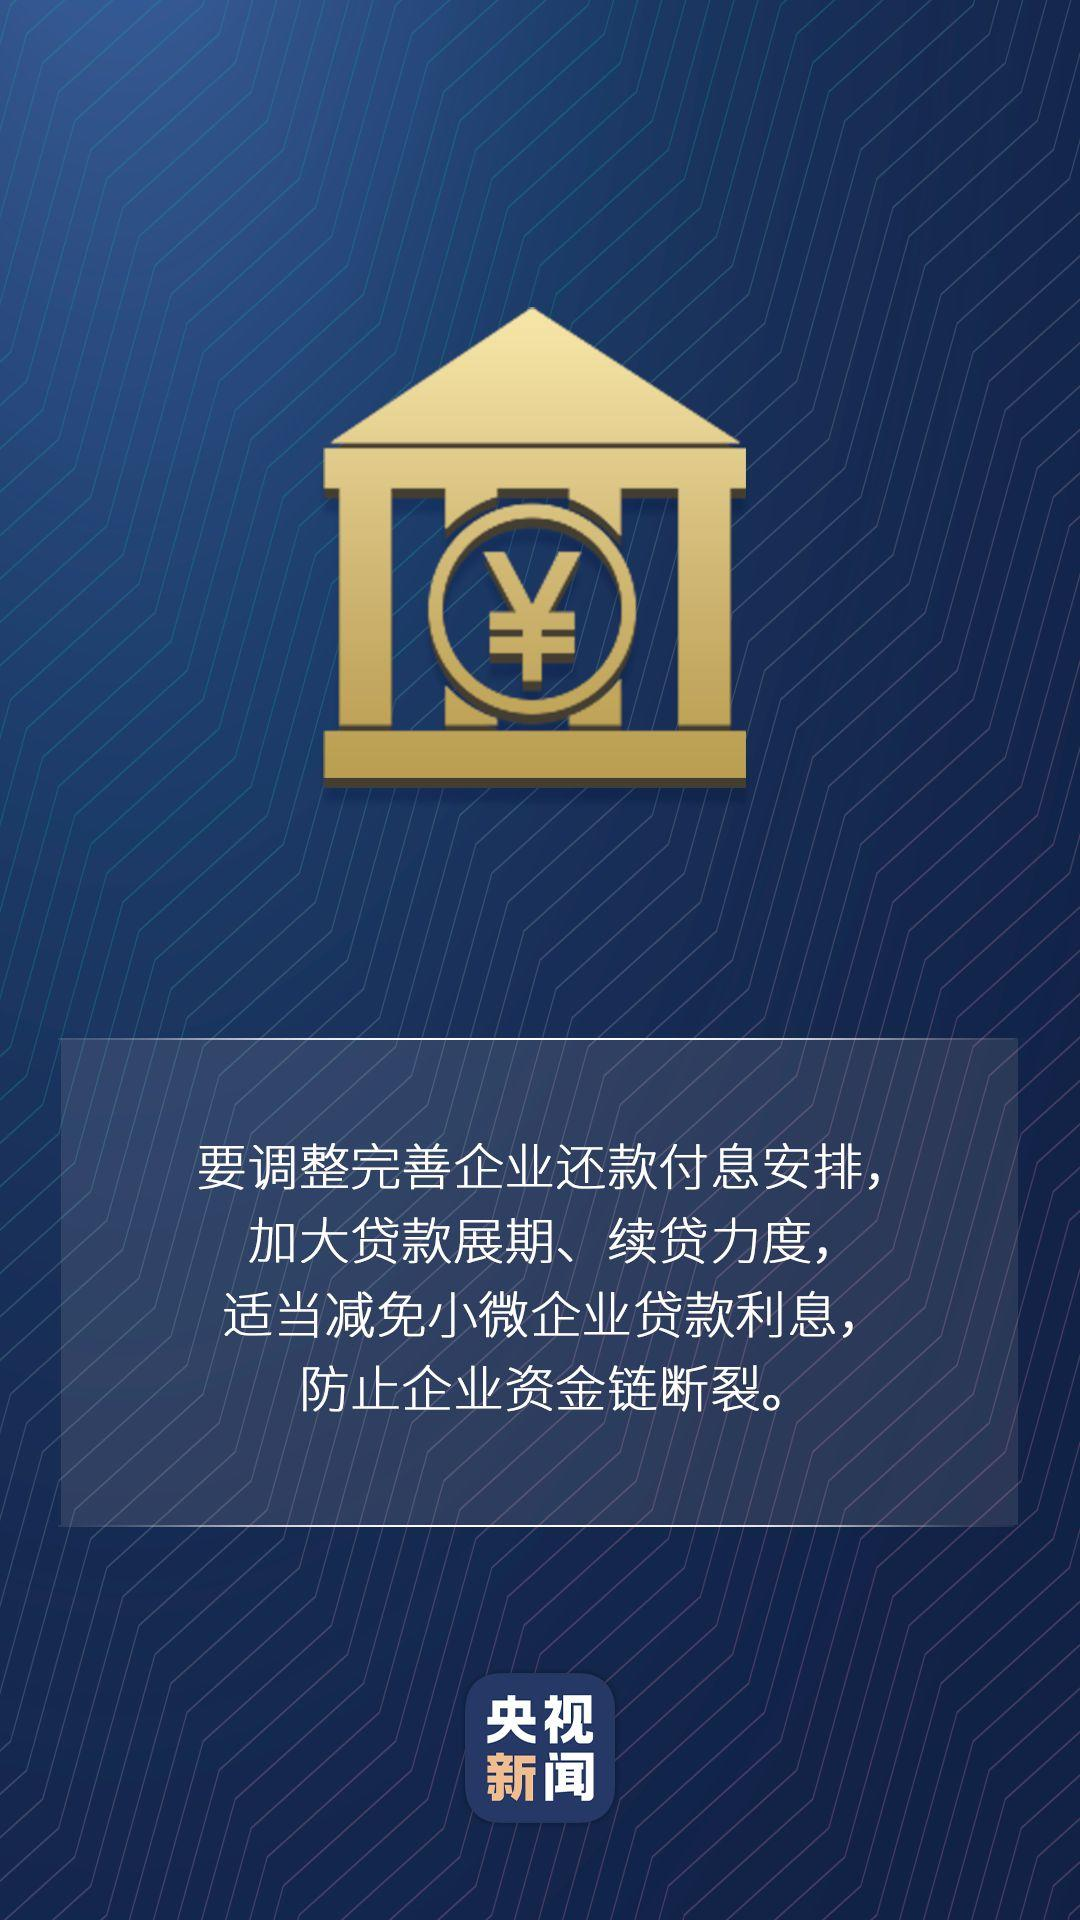 ¥
要调整完善企业还款付息安排，
加大贷款展期、续贷力度，
适当减免小微企业贷款利息，
防止企业资金链断裂。
央视
新闻